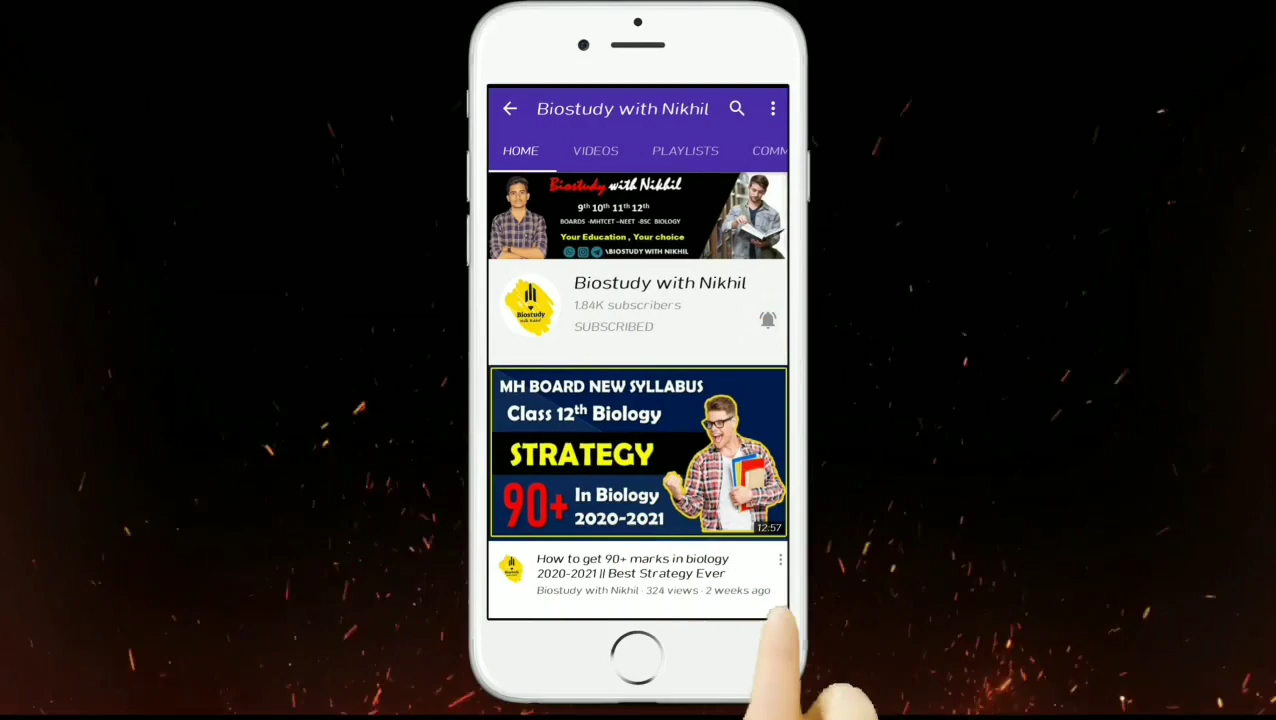 Biostudy with Nikhil
HOME VIDEOS PLAYLISTS COMM
Biostudy with Nikhil
9th 10th 11th 12th
BOARDS -MHTCET -NEET -BSC BIOLOGY
Your Education , Your choice
\BIOSTUDY WITH NIKHIL
Biostudy
Biostudy with Nikhil
1.84K subscribers
SUBSCRIBED
MH BOARD NEW SYLLABUS
Class 12th Biology
STRATEGY
90+ In Biology
2020-2021
12:57
How to get 90+ marks in biology
2020-2021 || Best Strategy Ever
Biostudy with Nikhil · 324 views · 2 weeks ago